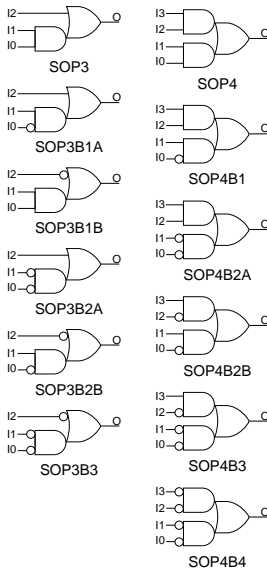 I2
I1
I0
O
SOP3
I2
I1
I0
O
SOP3B1A
I2
I1
I0
O
SOP3B1B
I2
I1
I0
O
SOP3B2A
I2
I1
I0
O
SOP3B2B
I2
I1
I0
O
SOP3B3
I3
I2
I1
I0
O
SOP4
I3
I2
I1
I0
O
SOP4B1
I3
I2
I1
I0
O
SOP4B2A
I3
I2
I1
I0
O
SOP4B2B
I3
I2
I1
I0
O
SOP4B3
I3
I2
I1
I0
O
SOP4B4